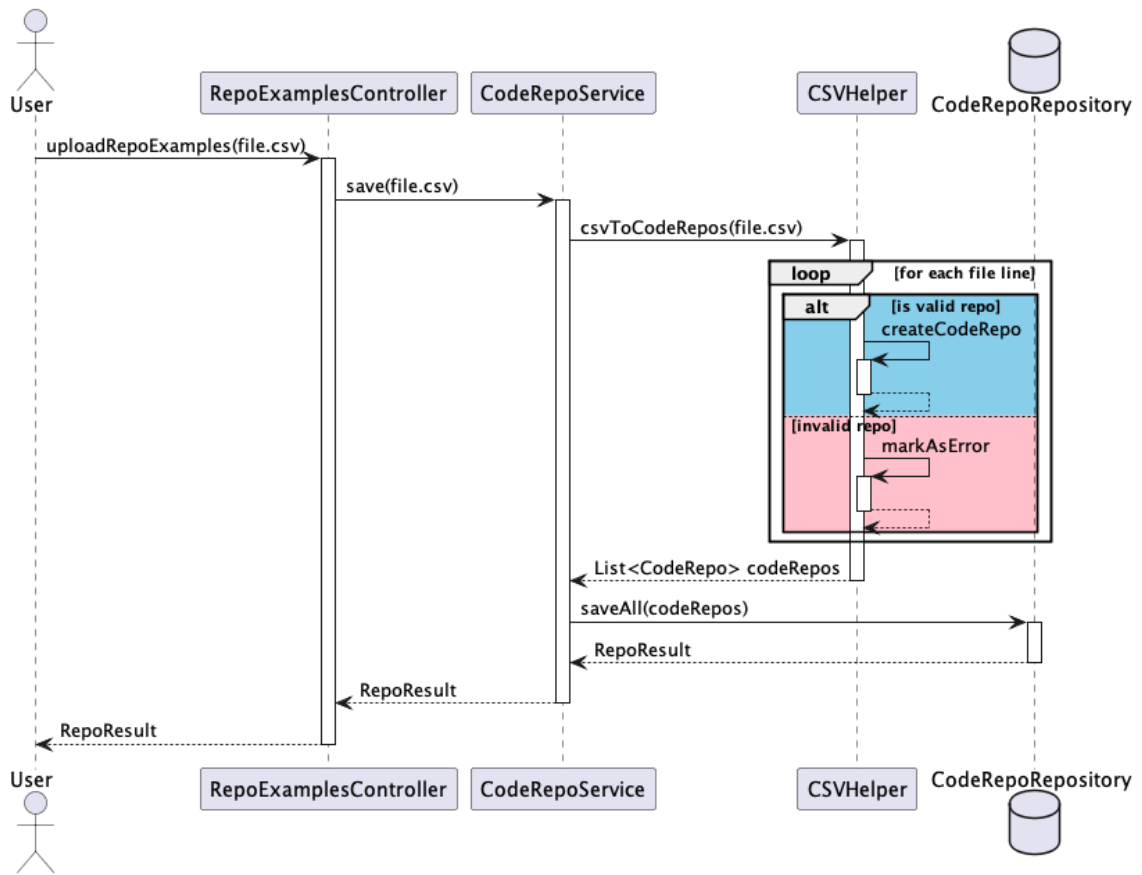 User
RepoExamplesController
CodeRepoService
CSVHelper
CodeRepoRepository
uploadRepoExamples(file.csv)
save(file.csv)
csvToCodeRepos(file.csv)
loop
[for each file line]
alt
[is valid repo]
createCodeRepo
[invalid repo]
markAsError
List<CodeRepo> codeRepos
saveAll(codeRepos)
RepoResult
RepoResult
RepoResult
User
RepoExamplesController
CodeRepoService
CSVHelper
CodeRepoRepository